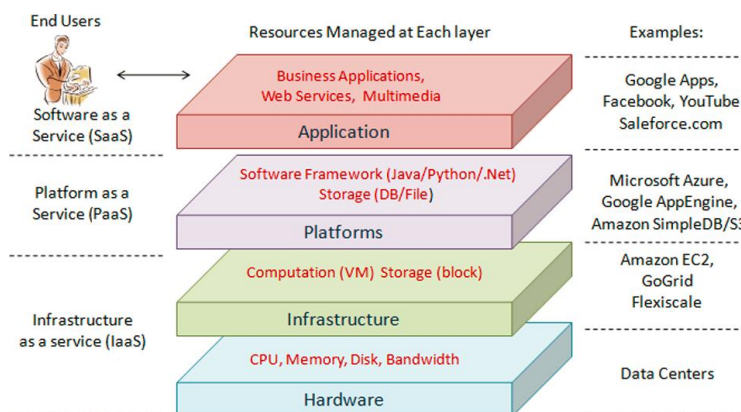 End Users
Resources Managed at Each layer
Examples:
Software as a
Service (SaaS)
Business Applications,
Web Services, Multimedia
Application
Google Apps,
Facebook, YouTube
Saleforce.com
Platform as a
Service (PaaS)
Software Framework (Java/Python/.Net)
Storage (DB/File)
Platforms
Microsoft Azure,
Google AppEngine,
Amazon SimpleDB/S3
Infrastructure
as a service (IaaS)
Computation (VM) Storage (block)
Infrastructure
Amazon EC2,
GoGrid
Flexiscale
CPU, Memory, Disk, Bandwidth
Hardware
Data Centers